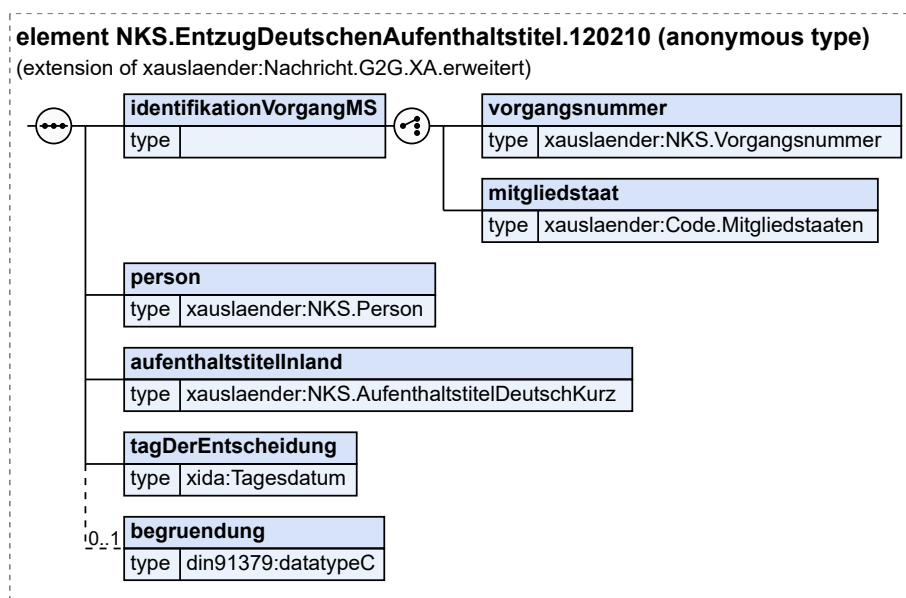 element NKS.EntzugDeutschenAufenthaltstitel.120210 (anonymous type)
(extension of xauslaender:Nachricht.G2G.XA.erweitert)
identifikationVorgangMS
type
vorgangsnummer
type xauslaender:NKS.Vorgangsnummer
mitgliedstaat
type xauslaender:Code.Mitgliedstaaten
person
type xauslaender:NKS.Person
aufenthaltstitelInland
type xauslaender:NKS.AufenthaltstitelDeutschKurz
tagDerEntscheidung
type xida:Tagesdatum
0..1
begruendung
type din91379:datatypeC